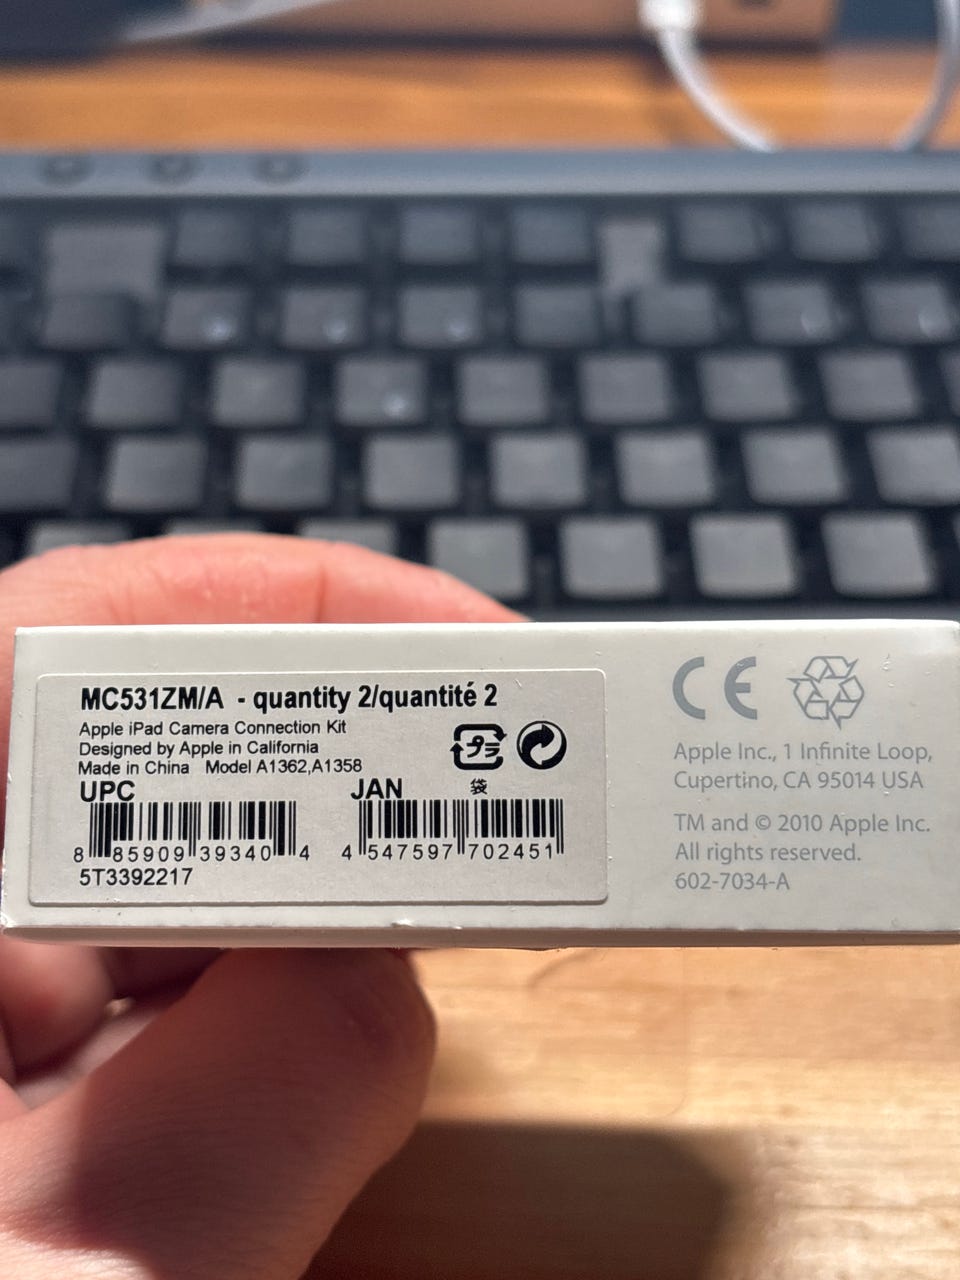 MC531ZM/A - quantity 2/quantité 2
Apple iPad Camera Connection Kit
Designed by Apple in California
Made in China Model A1362,A1358
プラ
UPC
JAN
袋
8 85909 39340 4
4 547597 702451
5T3392217
CE
Apple Inc., 1 Infinite Loop,
Cupertino, CA 95014 USA
TM and © 2010 Apple Inc.
All rights reserved.
602-7034-A